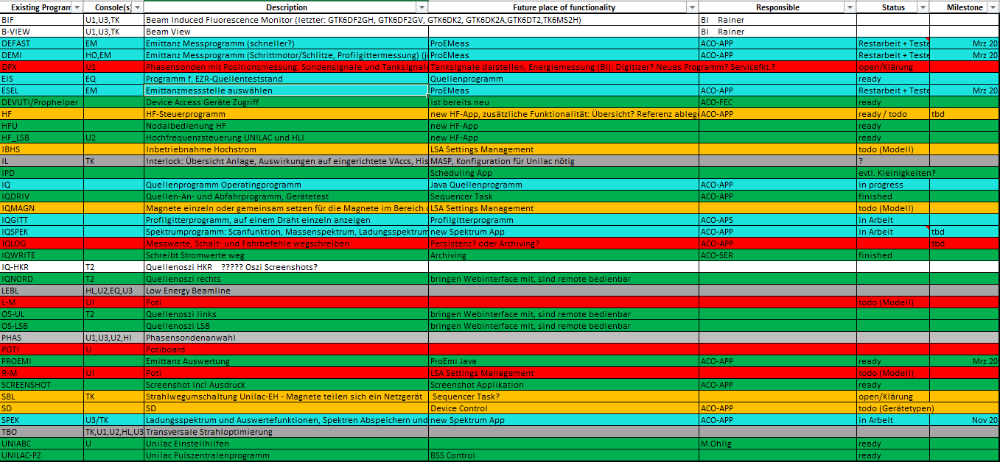 Existing Program Console(s) Description Future place of functionality Responsible Status Milestone
BIF U1,U3,TK Beam Induced Fluorescence Monitor (letzter: GTK6DF2GH, GTK6DF2GV, GTK6DK2, GTK6DK2A,GTK6DT2,TK6MS2H) BI Rainer
B-VIEW U1,U3,TK Beam View BI Rainer
DEFAST EM Emittanz Messprogramm (schneller?) ProEMeas ACO-APP Restarbeit + Teste Mrz 20
DEMI HO,EM Emittanz Messprogramm (Schrittmotor/Schlitze, Profilgittermessung) (j ProEMeas ACO-APP Restarbeit + Teste Mrz 20
DPX U1 Phasensonden mit Positionsmessung: Sondensignale und Tanksignal Tanksignale darstellen, Energiemessung (BI): Digitizer? Neues Programm? Servicefkt.? open/Klärung
EIS EQ Programm f. EZR-Quellenteststand Quellenprogramm ready
ESEL EM Emittanzmessstelle auswählen ProEMeas ACO-APP Restarbeit + Teste Mrz 20
DEVUTI/Prophelper Device Access Geräte Zugriff ist bereits neu ACO-FEC ready
HF HF-Steuerprogramm new HF-App, zusätzliche Funktionalität: Übersicht? Referenz ableg ACO-APP ready / todo tbd
HFU Nodalbedienung HF new HF-App ready
HF_LSB U2 Hochfrequenzsteuerung UNILAC und HLI new HF-App ready
IBHS Inbetriebnahme Hochstrom LSA Settings Management todo (Modell)
IL TK Interlock: Übersicht Anlage, Auswirkungen auf eingerichtete VAccs, His MASP, Konfiguration für Unilac nötig ?
IPD Scheduling App evtl. Kleinigkeiten?
IQ Quellenprogramm Operatingprogramm Java Quellenprogramm ACO-APP in progress
IQDRIV Quellen-An- und Abfahrprogramm, Gerätetest Sequencer Task ACO-APP finished
IQMAGN Magnete einzeln oder gemeinsam setzen für die Magnete im Bereich LSA Settings Management todo (Modell)
IQGITT Profilgitterprogramm, auf einem Draht einzeln anzeigen Profilgitterprogramm ACO-APS in Arbeit
IQSPEK Spektrumprogramm: Scanfunktion, Massenspektrum, Ladungsspektrum new Spektrum App ACO-APP in Arbeit tbd
IQLOG Messwerte, Schalt- und Fahrbefehle wegschreiben Persistenz? oder Archiving? ACO-APP tbd
IQWRITE Schreibt Stromwerte weg Archiving ACO-SER finished
IQ-HKR T2 Quellenoszi HKR ????? Oszi Screenshots?
IQNORD T2 Quellenoszi rechts bringen Webinterface mit, sind remote bedienbar
LEBL HL,U2,EQ,U3 Low Energy Beamline
L-M UI Poti todo (Modell)
OS-UL T2 Quellenoszi links bringen Webinterface mit, sind remote bedienbar
OS-LSB Quellenoszi LSB bringen Webinterface mit, sind remote bedienbar
PHAS U1,U3,U2,HI Phasensondenanwahl
POTI U Potiboard
PROEMI Emittanz Auswertung ProEmi Java ACO-APP ready Mrz 20
R-M UI Poti LSA Settings Management todo (Modell)
SCREENSHOT Screenshot incl Ausdruck Screenshot Applikation ACO-APP ready
SBL TK Strahlwegumschaltung Unilac-EH - Magnete teilen sich ein Netzgerät Sequencer Task? open/Klärung
SD SD Device Control ACO-APP todo (Gerätetypen)
SPEK U3/TK Ladungsspektrum und Auswertefunktionen, Spektren Abspeichern und new Spektrum App ACO-APP in Arbeit Nov 20
TBO TK,U1,U2,HL,U3 Transversale Strahloptimierung
UNIABC U Unilac Einstellhilfen M.Ohlig ready
UNILAC-PZ Unilac Pulszentralenprogramm BSS Control ready